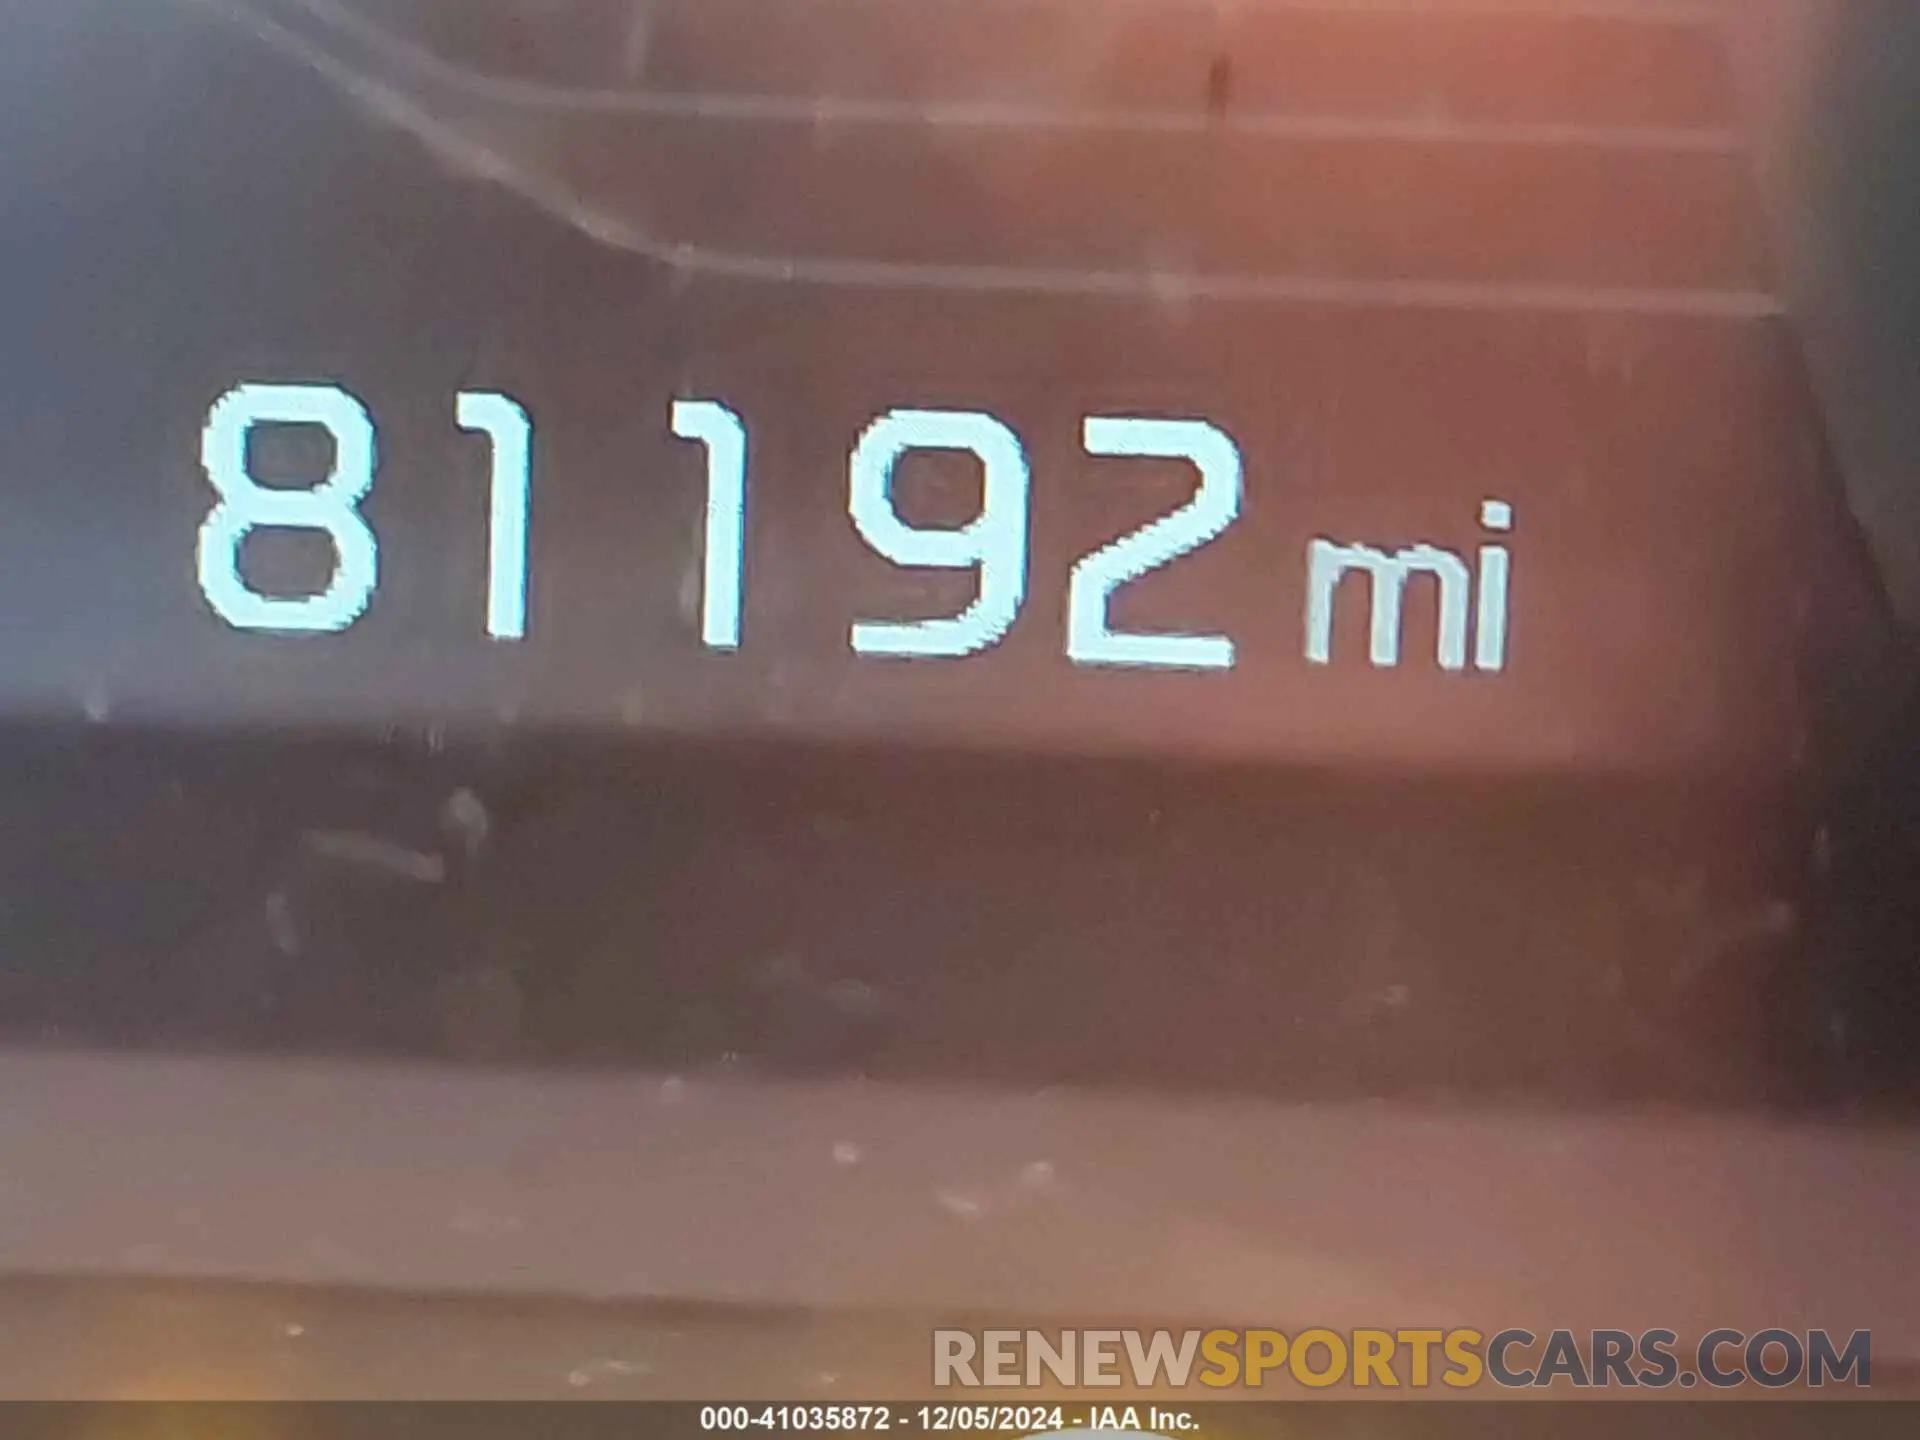 81192 mi
RENEWSPORTSCARS.COM
000-41035872 - 12/05/2024 - IAA Inc.